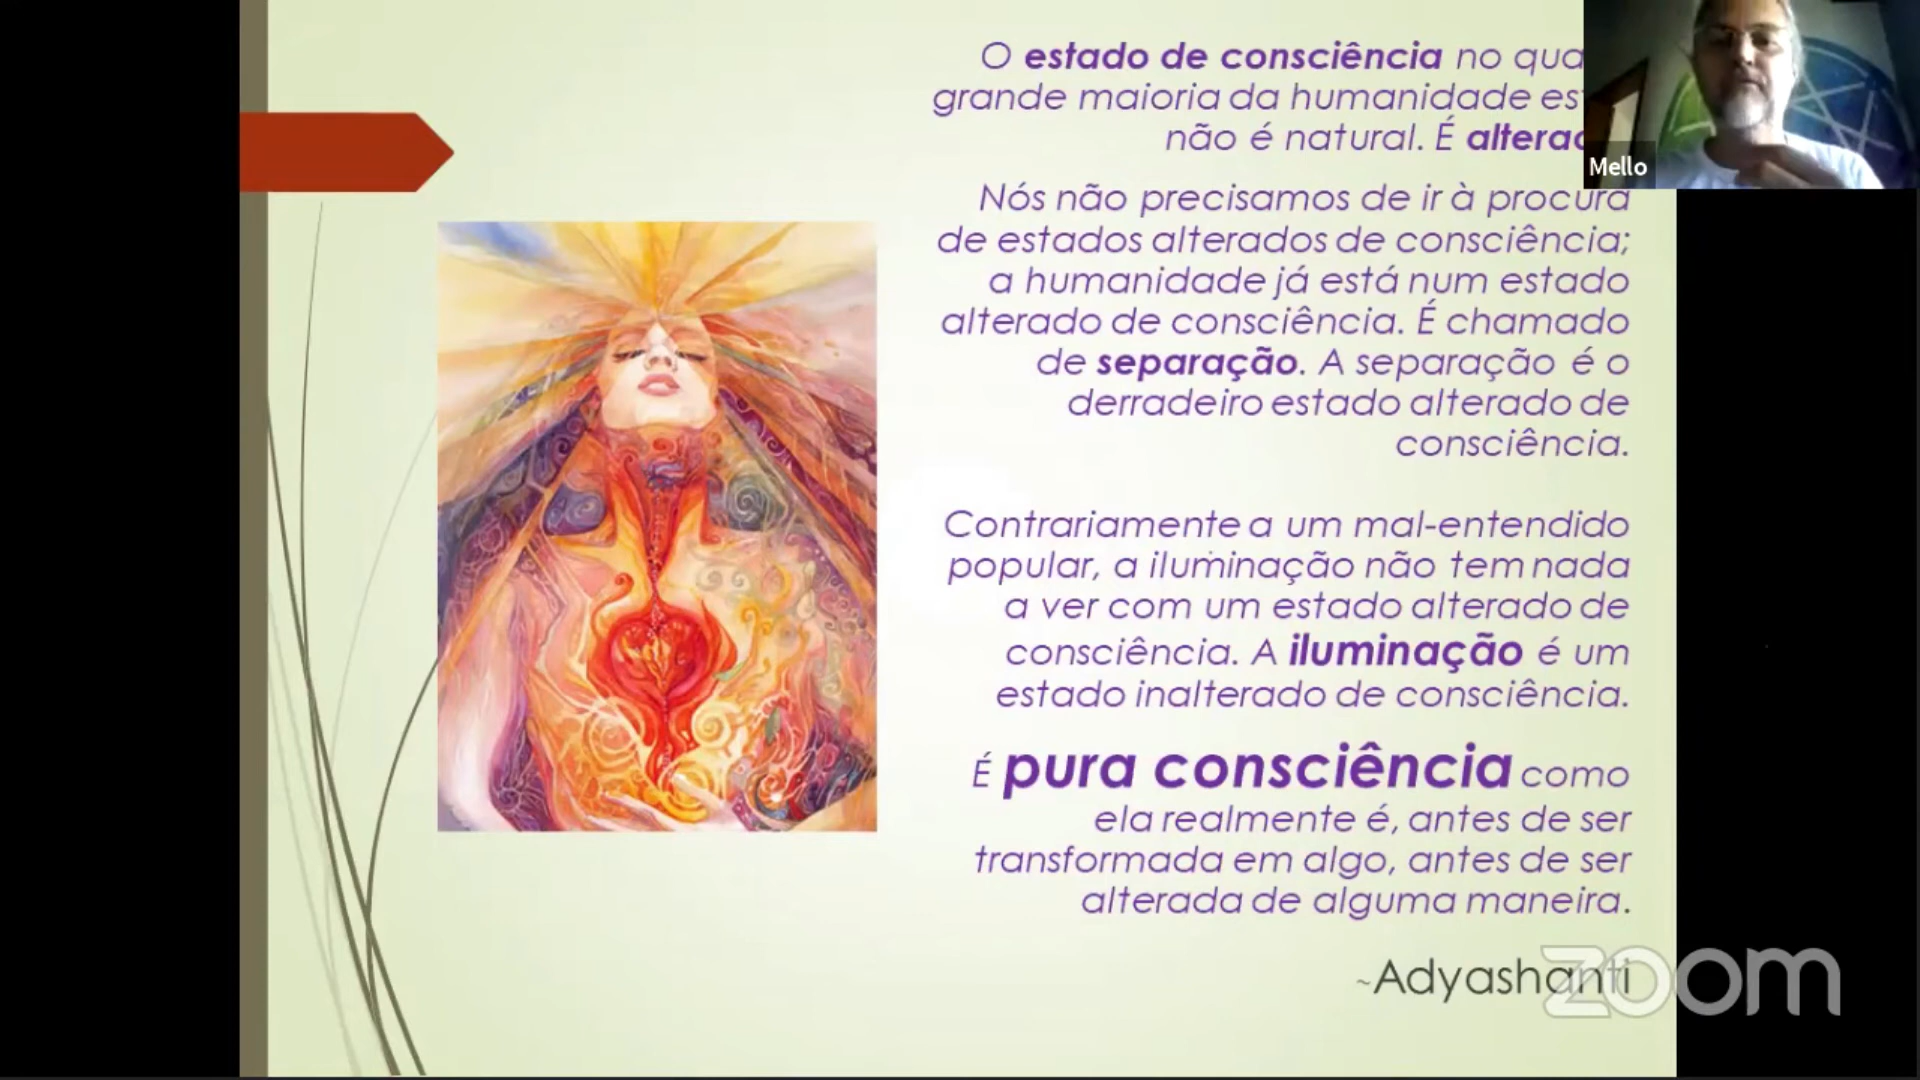 O estado de consciência no qua
grande maioria da humanidade es
não é natural. É alterad
Mello
Nós não precisamos de ir à procura
de estados alterados de consciência;
a humanidade já está num estado
alterado de consciência. É chamado
de separação. A separação é o
derradeiro estado alterado de
consciência.
Contrariamente a um mal-entendido
popular, a iluminação não tem nada
a ver com um estado alterado de
consciência. A iluminação é um
estado inalterado de consciência.
É pura consciência como
ela realmente é, antes de ser
transformada em algo, antes de ser
alterada de alguma maneira.
~Adyashanti
zoom